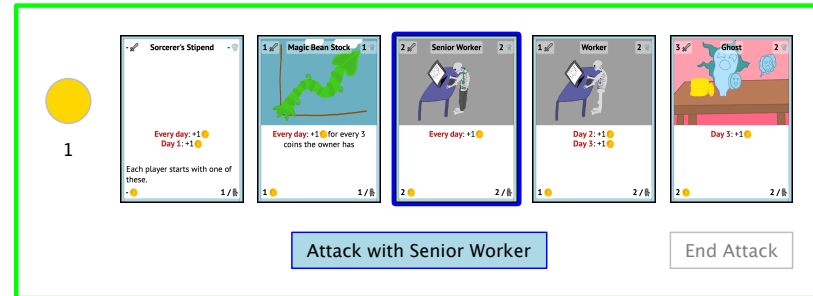 1
- Sorcerer's Stipend -
Every day: +1
Day 1: +1
Each player starts with one of
these.
- 1 /
1 Magic Bean Stock 1
Every day: +1 for every 3
coins the owner has
1 1 /
2 Senior Worker 2
Every day: +1
2 2 /
1 Worker 2
Day 2: +1
Day 3: +1
1 2 /
3 Ghost 2
Day 3: +1
2 2 /
Attack with Senior Worker
End Attack